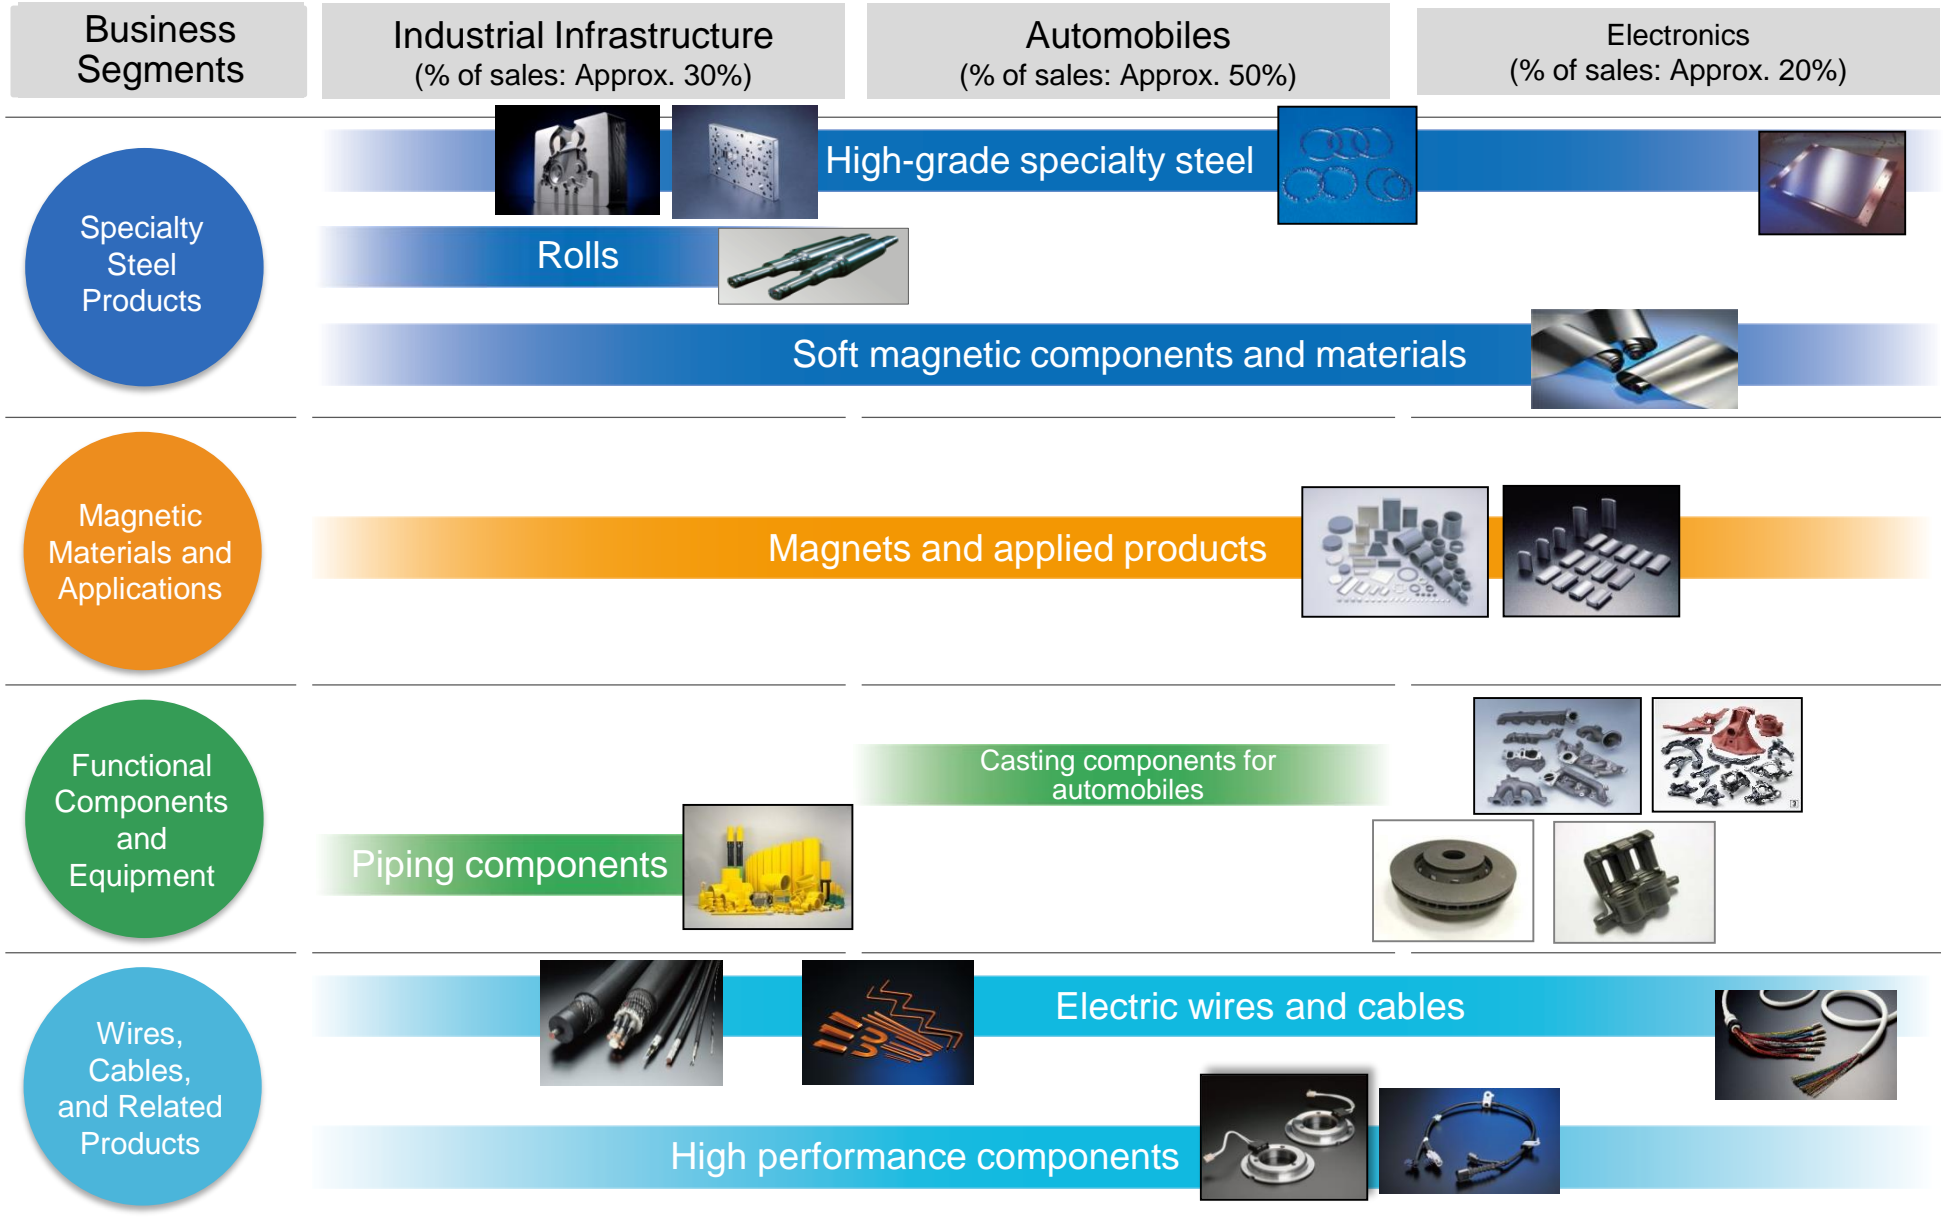 Business
Segments
Industrial Infrastructure
(% of sales: Approx. 30%)
Automobiles
(% of sales: Approx. 50%)
Electronics
(% of sales: Approx. 20%)
Specialty
Steel
Products
High-grade specialty steel
Rolls
Soft magnetic components and materials
Magnetic
Materials and
Applications
Magnets and applied products
Functional
Components
and
Equipment
Casting components for
automobiles
Piping components
Wires,
Cables,
and Related
Products
Electric wires and cables
High performance components